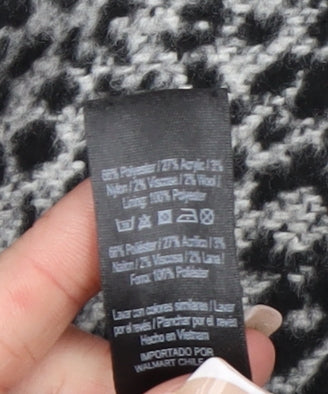 66% Polyester / 27% Acrylic / 3%
Nylon / 2% Viscose / 2% Wool /
Lining: 100% Polyester
66% Poliéster / 27% Acrílico / 3%
Nailon / 2% Viscosa / 2% Lana /
Forro: 100% Poliéster
Lavar con colores similares / Lavar
por el revés / Planchar por el revés
Hecho en Vietnam
IMPORTADO POR
WALMART CHILE